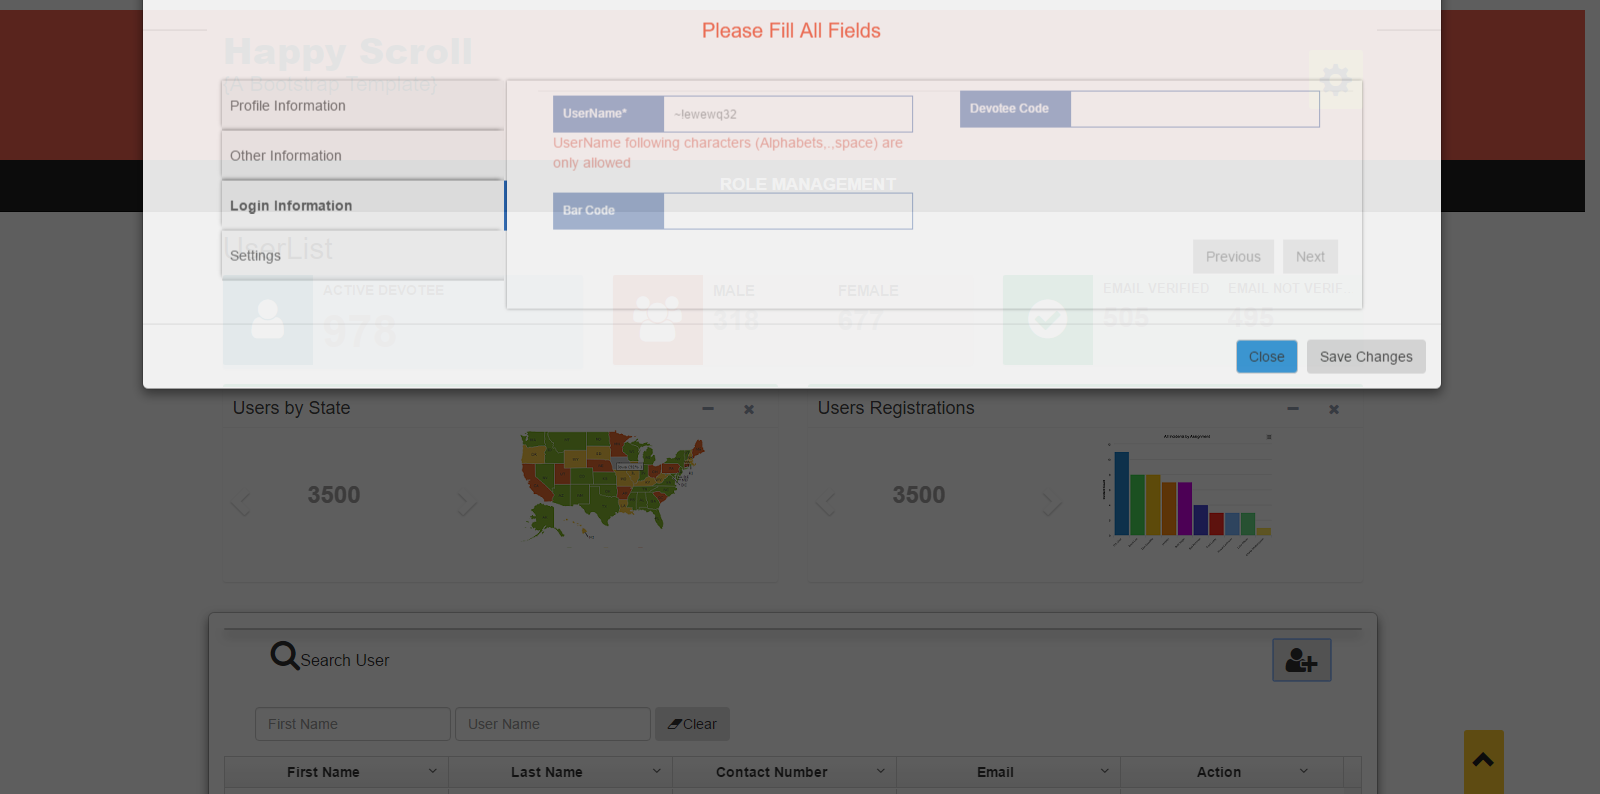 Please Fill All Fields
Happy Scroll
(A Bootstrap Template)
Profile Information
Other Information
Login Information
Settings
UserName*
~!ewewq32
UserName following characters (Alphabets,.,space) are
only allowed
Devotee Code
Bar Code
ROLE MANAGEMENT
Previous
Next
UserList
ACTIVE DEVOTEE
978
MALE
318
FEMALE
677
EMAIL VERIFIED
505
EMAIL NOT VERIF
495
Close
Save Changes
Users by State
3500
Users Registrations
3500
Search User
First Name
User Name
Clear
First Name
Last Name
Contact Number
Email
Action